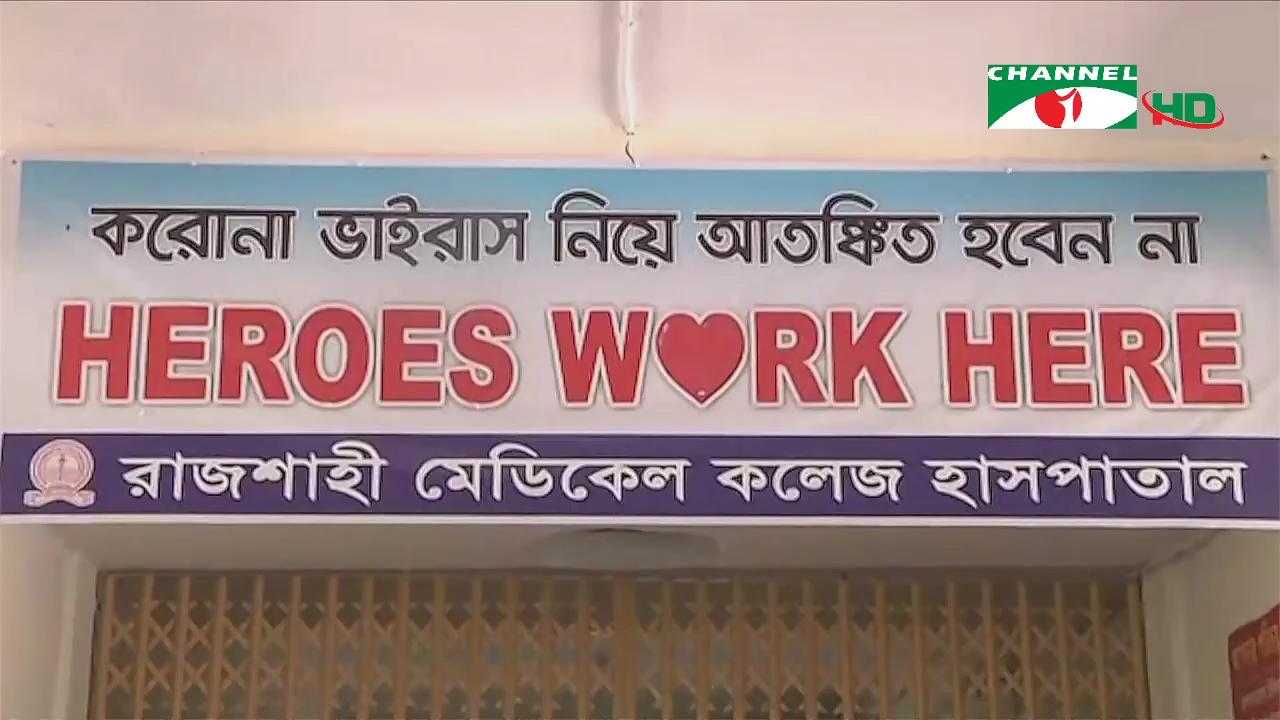 CHANNEL i HD
করোনা ভাইরাস নিয়ে আতঙ্কিত হবেন না
HEROES W❤RK HERE
রাজশাহী মেডিকেল কলেজ হাসপাতাল